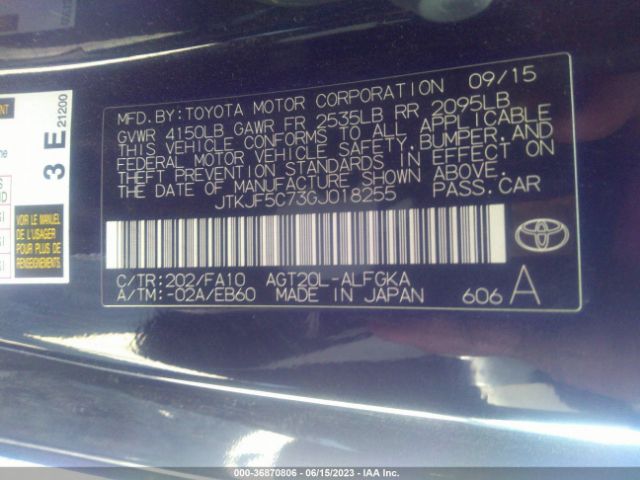 MFD. BY: TOYOTA MOTOR CORPORATION 09/15
GVWR 4150LB GAWR FR 2535LB RR 2095LB
THIS VEHICLE CONFORMS TO ALL APPLICABLE
FEDERAL MOTOR VEHICLE SAFETY, BUMPER, AND
THEFT PREVENTION STANDARDS IN EFFECT ON
THE DATE OF MANUFACTURE SHOWN ABOVE.
JTKJF5C73GJ018255 PASS. CAR
C/TR: 202/FA10 AGT20L-ALFGKA
A/TM: -02A/EB60 MADE IN JAPAN 606 A
3 E
21200
VOIR LE MANUEL
DE L'USAGER
POUR PLUS DE
000-36870806 - 06/15/2023 - IAA Inc.